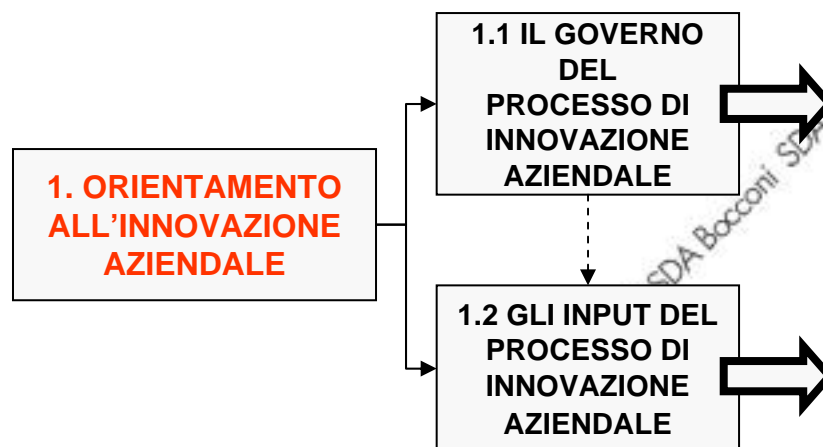 1.1 IL GOVERNO
DEL
PROCESSO DI
INNOVAZIONE
AZIENDALE
1. ORIENTAMENTO
ALL'INNOVAZIONE
AZIENDALE
SDA Bocconi SDA
1.2 GLI INPUT DEL
PROCESSO DI
INNOVAZIONE
AZIENDALE